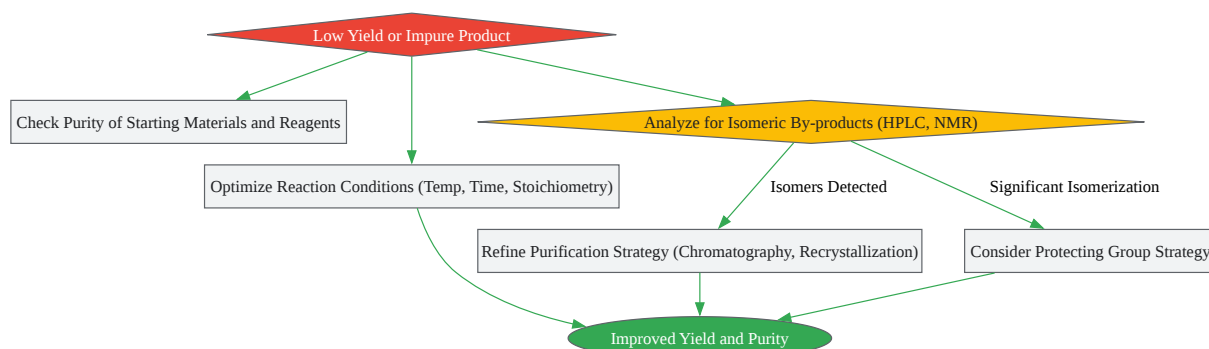 Low Yield or Impure Product
Check Purity of Starting Materials and Reagents
Analyze for Isomeric By-products (HPLC, NMR)
Optimize Reaction Conditions (Temp, Time, Stoichiometry)
Isomers Detected
Significant Isomerization
Refine Purification Strategy (Chromatography, Recrystallization)
Consider Protecting Group Strategy
Improved Yield and Purity